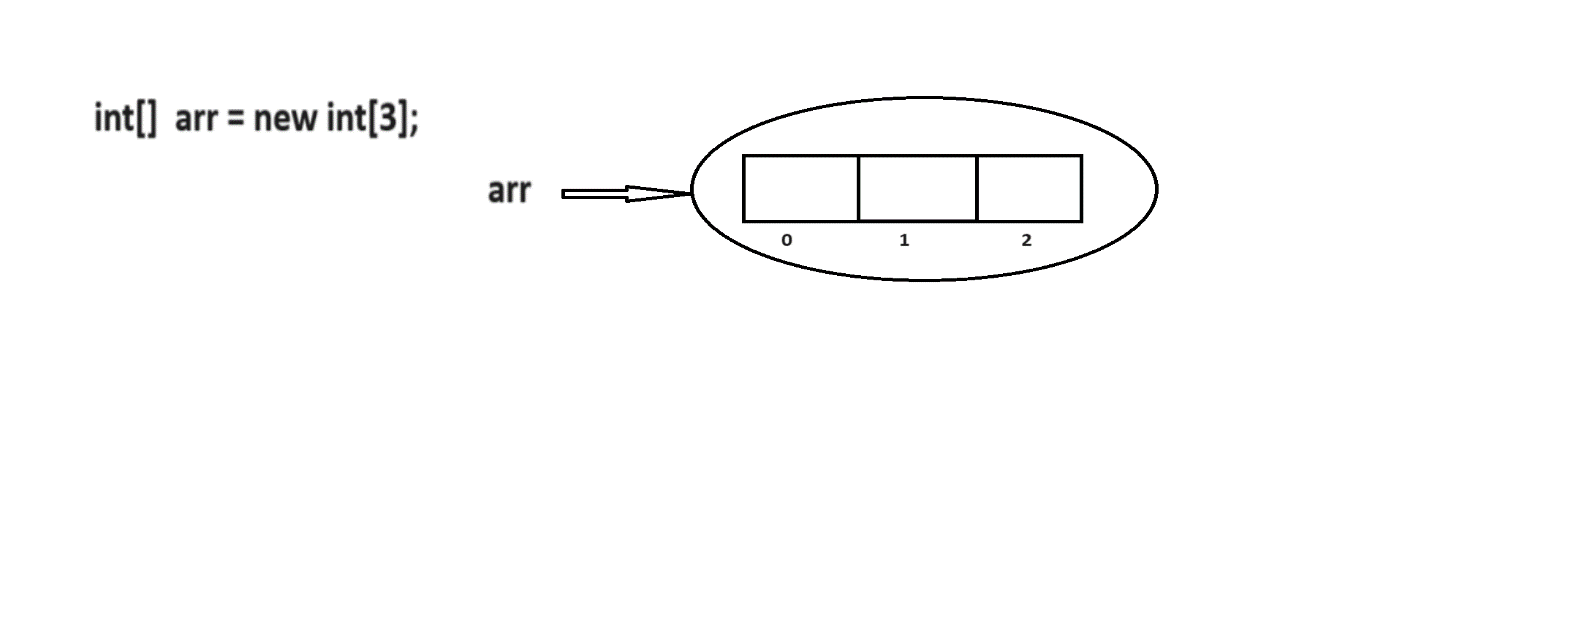 int[] arr = new int[3];
arr
0 1 2